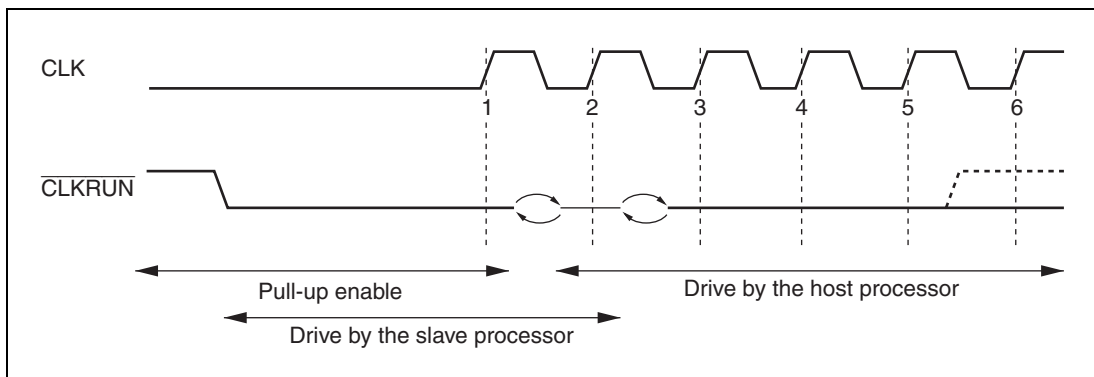 CLK
1 2 3 4 5 6
CLKRUN
Pull-up enable
Drive by the host processor
Drive by the slave processor